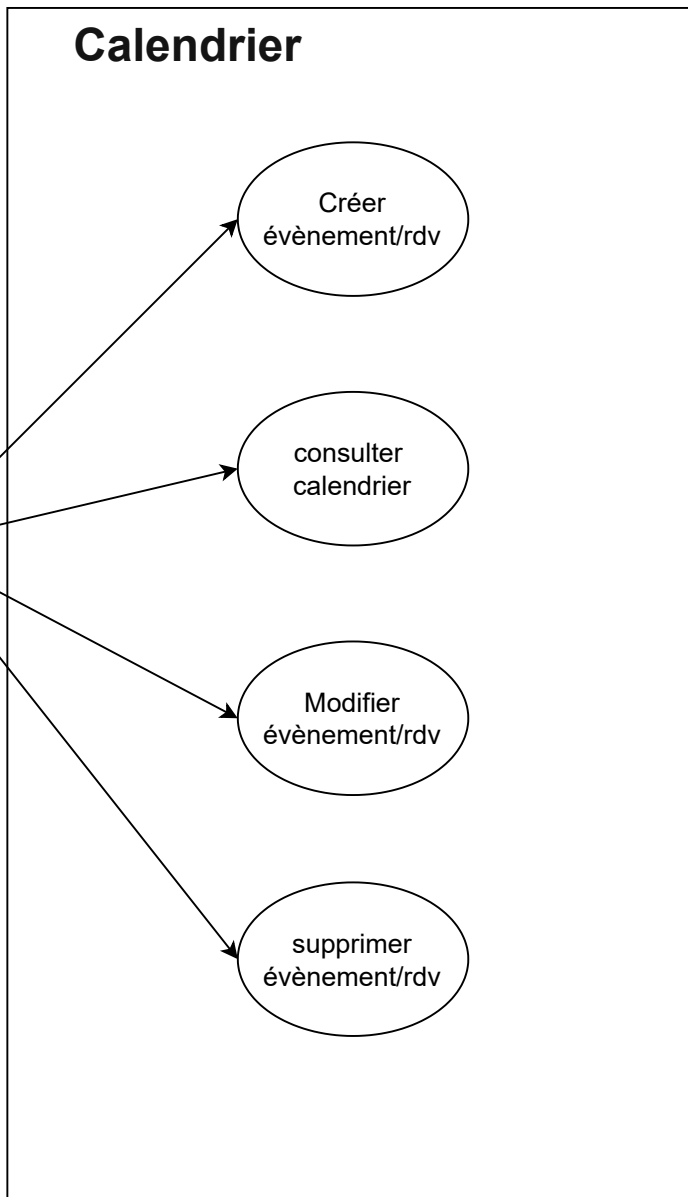 Calendrier
Créer
évènement/rdv
consulter
calendrier
Modifier
évènement/rdv
supprimer
évènement/rdv